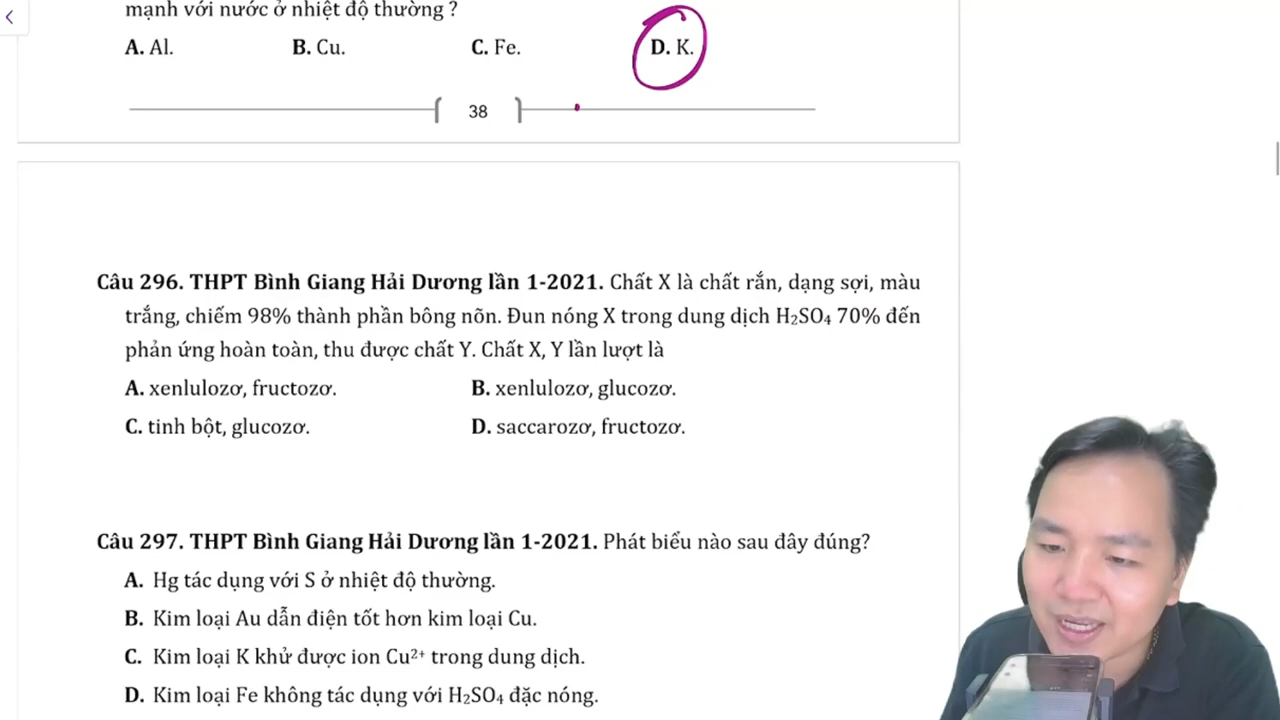 mạnh với nước ở nhiệt độ thường ?
A. Al. B. Cu. C. Fe. D. K.
38
Câu 296. THPT Bình Giang Hải Dương lần 1-2021. Chất X là chất rắn, dạng sợi, màu
trắng, chiếm 98% thành phần bông nõn. Đun nóng X trong dung dịch H₂SO₄ 70% đến
phản ứng hoàn toàn, thu được chất Y. Chất X, Y lần lượt là
A. xenlulozơ, fructozơ. B. xenlulozơ, glucozơ.
C. tinh bột, glucozơ. D. saccarozơ, fructozơ.
Câu 297. THPT Bình Giang Hải Dương lần 1-2021. Phát biểu nào sau đây đúng?
A. Hg tác dụng với S ở nhiệt độ thường.
B. Kim loại Au dẫn điện tốt hơn kim loại Cu.
C. Kim loại K khử được ion Cu²⁺ trong dung dịch.
D. Kim loại Fe không tác dụng với H₂SO₄ đặc nóng.